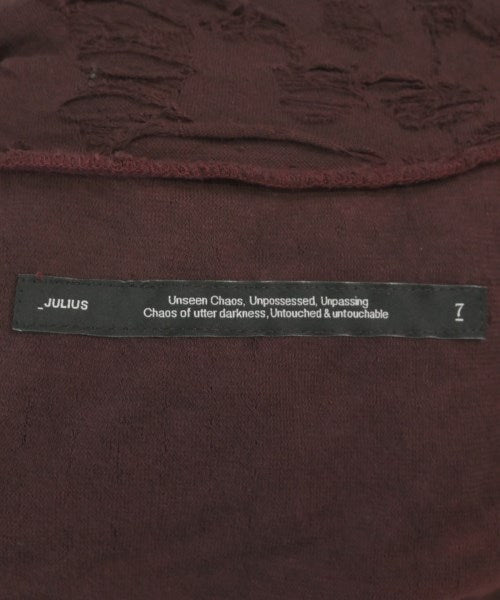 _JULIUS
Unseen Chaos, Unpossessed, Unpassing
Chaos of utter darkness, Untouched & untouchable
7